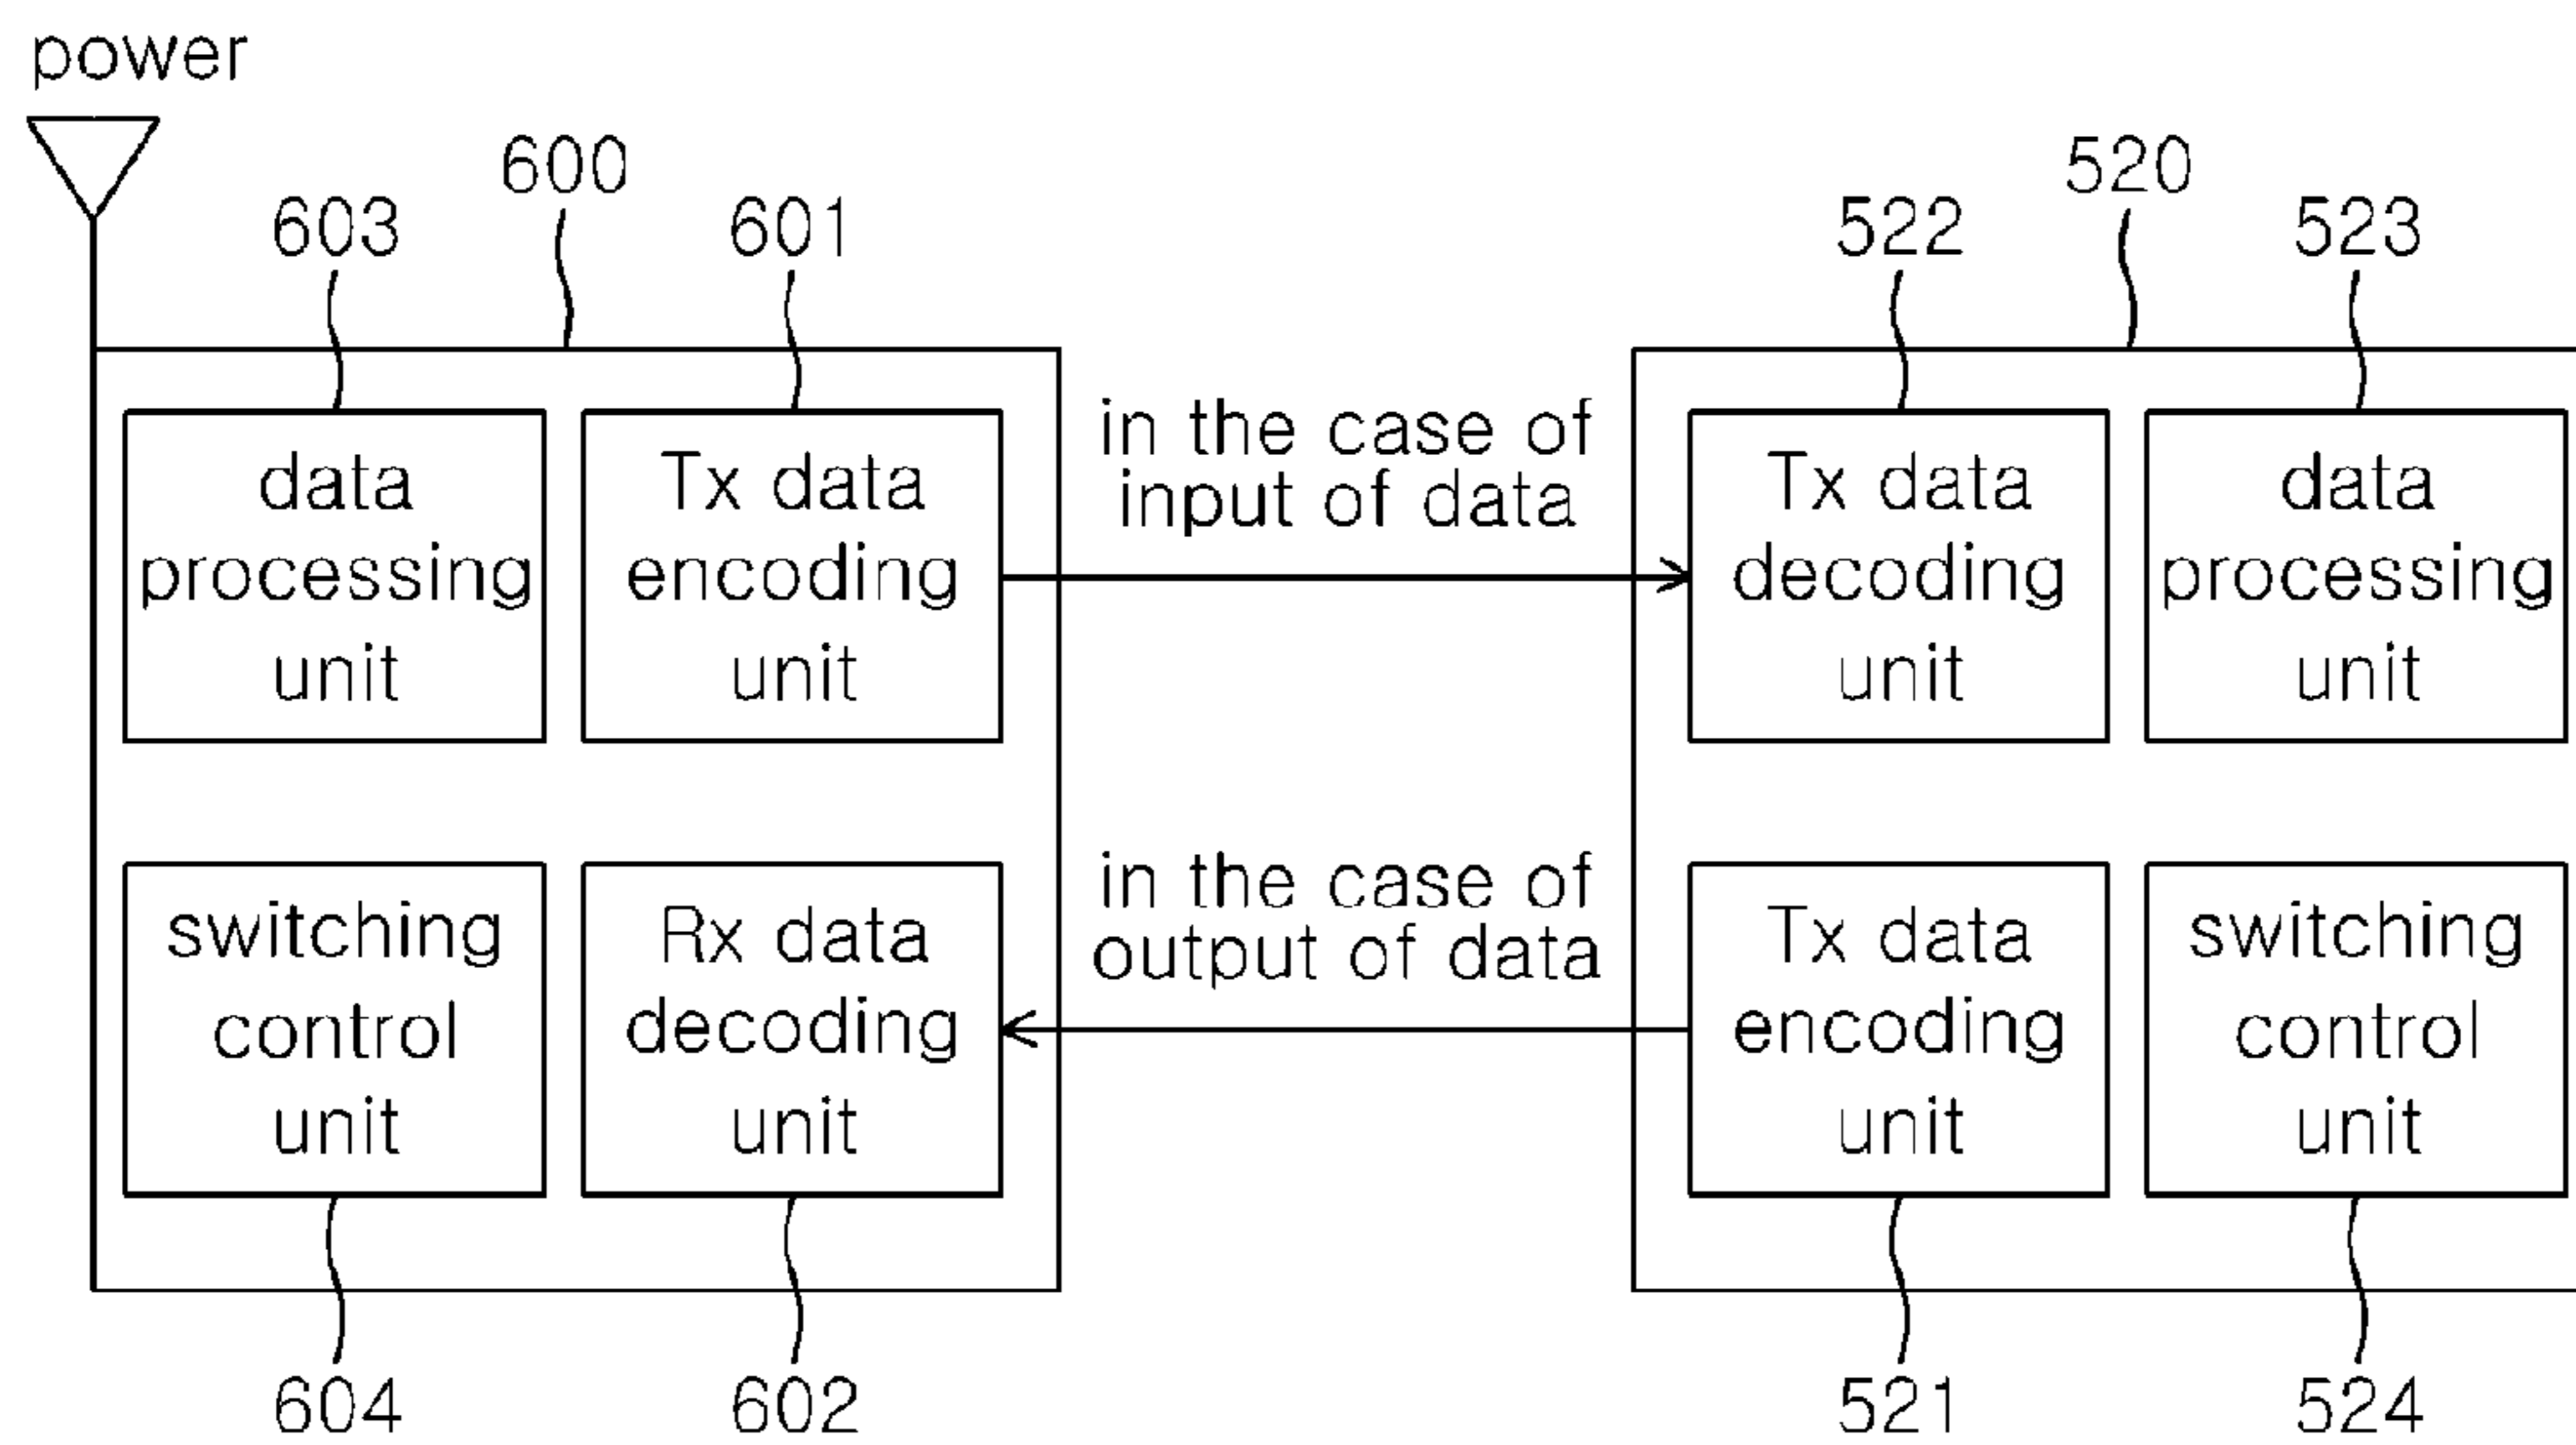 power
600
520
603
601
522
523
data
processing
unit
Tx data
encoding
unit
in the case of
input of data
Tx data
decoding
unit
data
processing
unit
switching
control
unit
Rx data
decoding
unit
in the case of
output of data
Tx data
encoding
unit
switching
control
unit
604
602
521
524